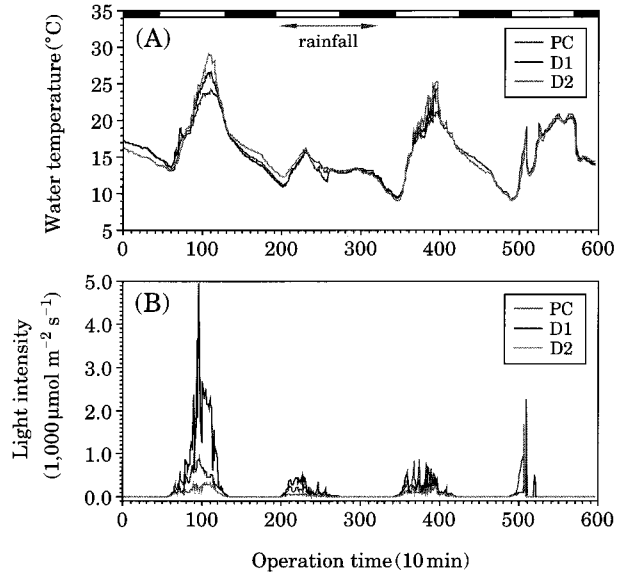 35
30
25
20
15
10
5
Water temperature (°C)
(A)
rainfall
PC
D1
D2
0
100
200
300
400
500
600
5.0
4.0
3.0
2.0
1.0
0.0
Light intensity
(1,000 μmol m⁻² s⁻¹)
(B)
PC
D1
D2
0
100
200
300
400
500
600
Operation time (10 min)